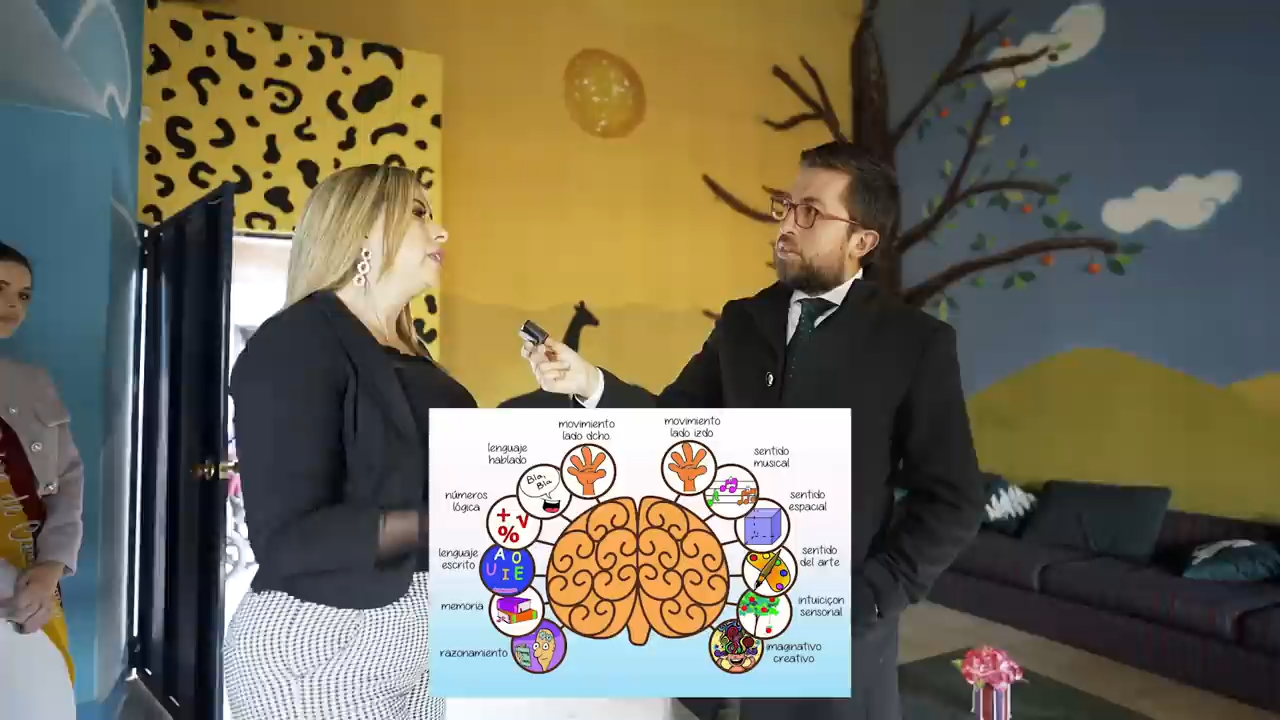 movimiento
lado dcho.
movimiento
lado izdo.
lenguaje
hablado
Bla,
Bla
sentido
musical
números
lógica
+ √
%
sentido
espacial
lenguaje
escrito
A O
U I E
sentido
del arte
memoria
intuiciçon
sensorial
razonamiento
imaginativo
creativo